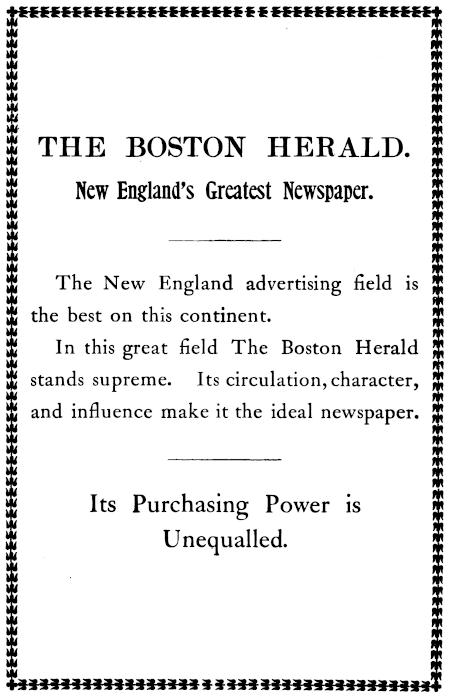 THE BOSTON HERALD.
New England's Greatest Newspaper.
The New England advertising field is
the best on this continent.
In this great field The Boston Herald
stands supreme. Its circulation, character,
and influence make it the ideal newspaper.
Its Purchasing Power is
Unequalled.